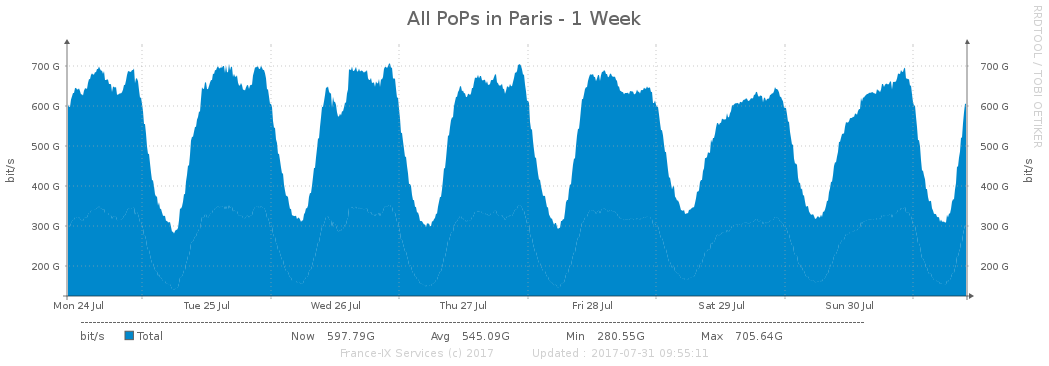 All PoPs in Paris - 1 Week
RRDTOOL / TOBI OETIKER
bit/s
700 G
600 G
500 G
400 G
300 G
200 G
700 G
600 G
500 G
400 G
300 G
200 G
bit/s
Mon 24 Jul Tue 25 Jul Wed 26 Jul Thu 27 Jul Fri 28 Jul Sat 29 Jul Sun 30 Jul
bit/s Total Now 597.79G Avg 545.09G Min 280.55G Max 705.64G
France-IX Services (c) 2017 Updated : 2017-07-31 09:55:11